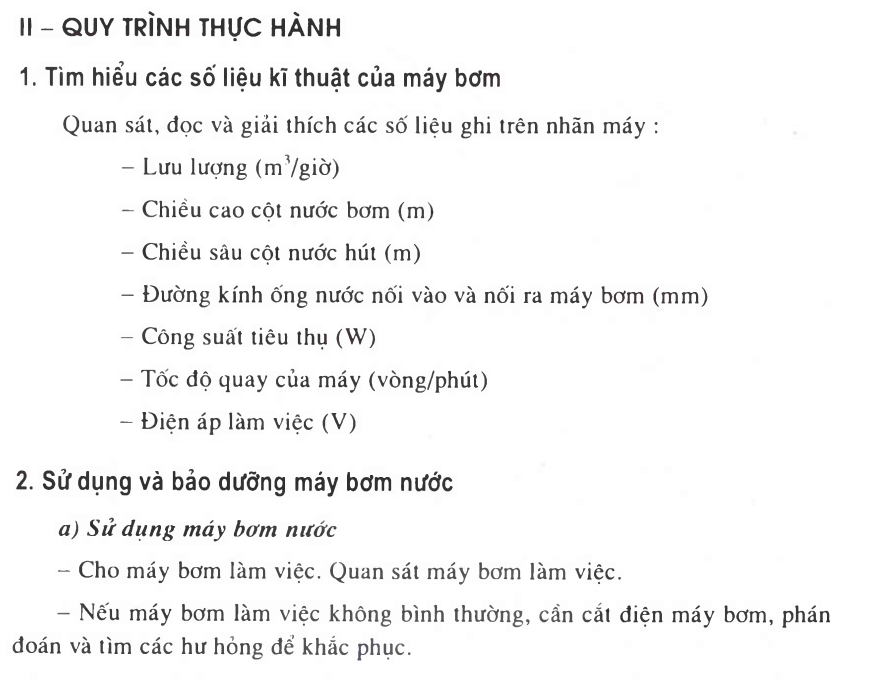 II – QUY TRÌNH THỰC HÀNH
1. Tìm hiểu các số liệu kĩ thuật của máy bơm
Quan sát, đọc và giải thích các số liệu ghi trên nhãn máy :
– Lưu lượng (m³/giờ)
– Chiều cao cột nước bơm (m)
– Chiều sâu cột nước hút (m)
– Đường kính ống nước nối vào và nối ra máy bơm (mm)
– Công suất tiêu thụ (W)
– Tốc độ quay của máy (vòng/phút)
– Điện áp làm việc (V)
2. Sử dụng và bảo dưỡng máy bơm nước
a) Sử dụng máy bơm nước
– Cho máy bơm làm việc. Quan sát máy bơm làm việc.
– Nếu máy bơm làm việc không bình thường, cần cắt điện máy bơm, phán
đoán và tìm các hư hỏng để khắc phục.